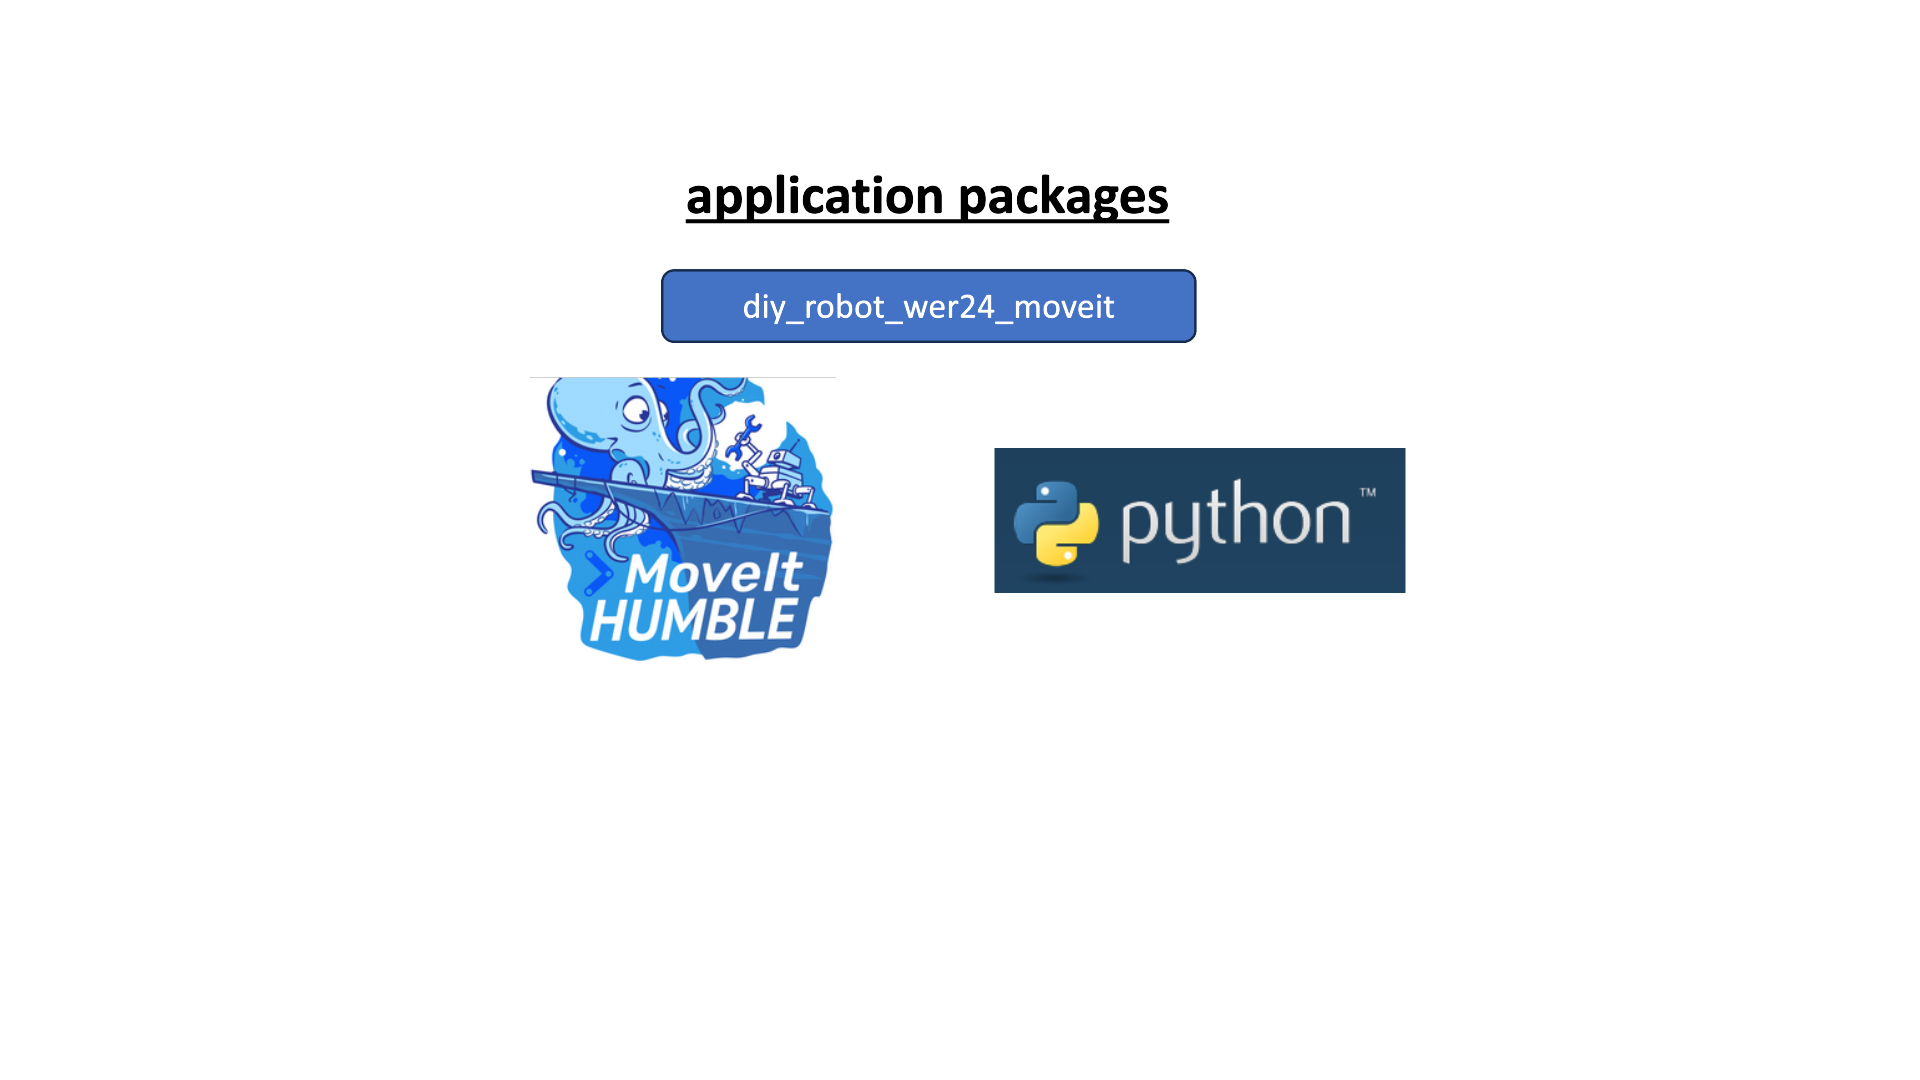 application packages
diy_robot_wer24_moveit
MoveIt
HUMBLE
python™